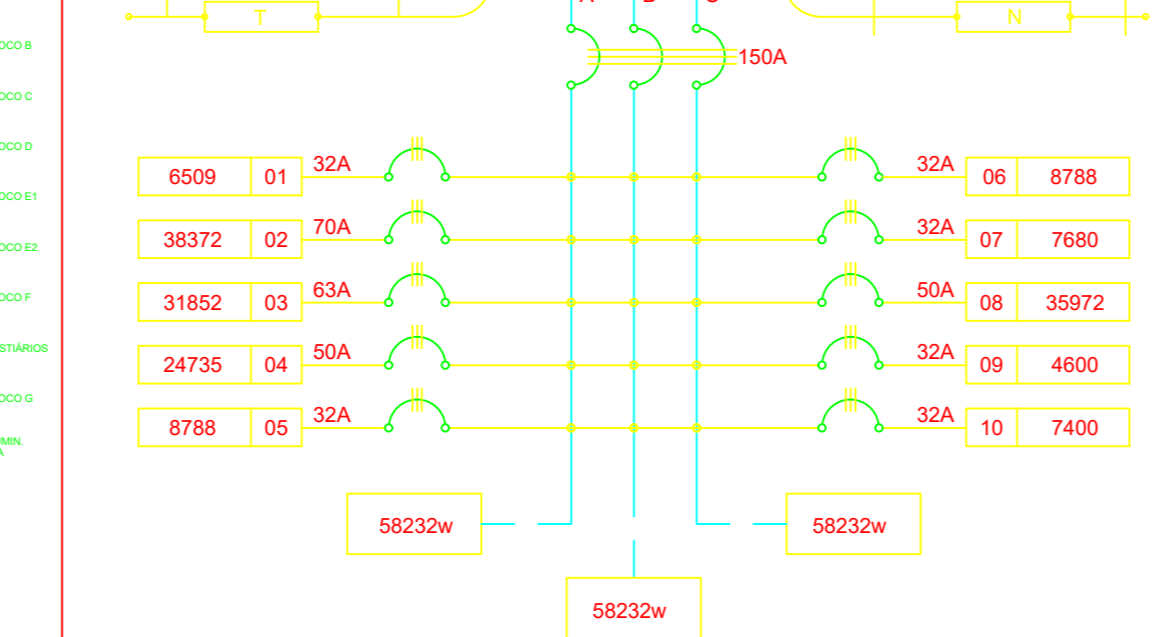 T
N
150A
6509 01 32A
32A 06 8788
38372 02 70A
32A 07 7680
31852 03 63A
50A 08 35972
24735 04 50A
32A 09 4600
8788 05 32A
32A 10 7400
58232w
58232w
58232w
OCO B
OCO C
OCO D
OCO E1
OCO E2
OCO F
STIÁRIOS
OCO G
MIN.
A